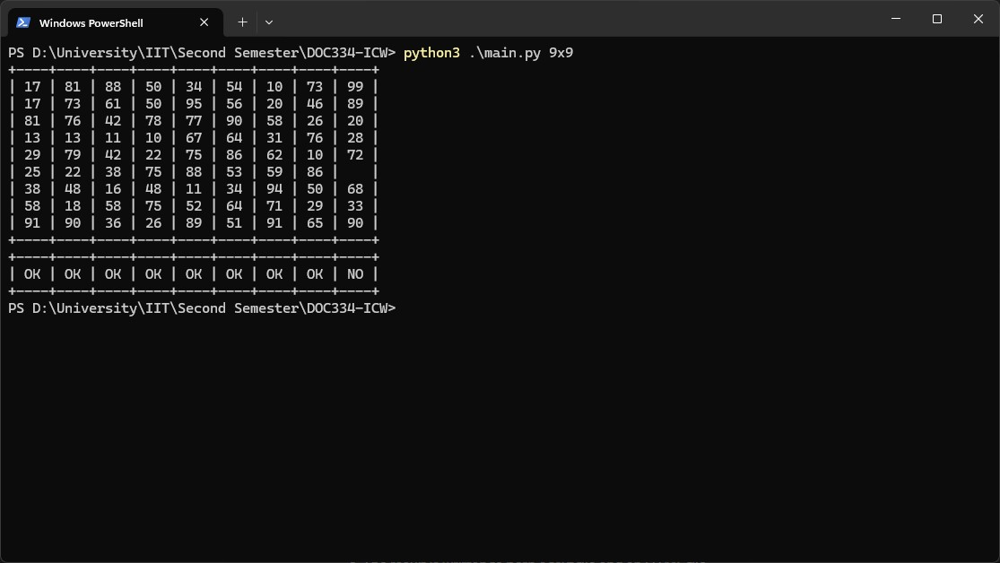 Windows PowerShell
PS D:\University\IIT\Second Semester\DOC334-ICW> python3 .\main.py 9x9
+----+----+----+----+----+----+----+----+----+
| 17 | 81 | 88 | 50 | 34 | 54 | 10 | 73 | 99 |
| 17 | 73 | 61 | 50 | 95 | 56 | 20 | 46 | 89 |
| 81 | 76 | 42 | 78 | 77 | 90 | 58 | 26 | 20 |
| 13 | 13 | 11 | 10 | 67 | 64 | 31 | 76 | 28 |
| 29 | 79 | 42 | 22 | 75 | 86 | 62 | 10 | 72 |
| 25 | 22 | 38 | 75 | 88 | 53 | 59 | 86 |    |
| 38 | 48 | 16 | 48 | 11 | 34 | 94 | 50 | 68 |
| 58 | 18 | 58 | 75 | 52 | 64 | 71 | 29 | 33 |
| 91 | 90 | 36 | 26 | 89 | 51 | 91 | 65 | 90 |
+----+----+----+----+----+----+----+----+----+
+----+----+----+----+----+----+----+----+----+
| OK | OK | OK | OK | OK | OK | OK | OK | NO |
+----+----+----+----+----+----+----+----+----+
PS D:\University\IIT\Second Semester\DOC334-ICW>